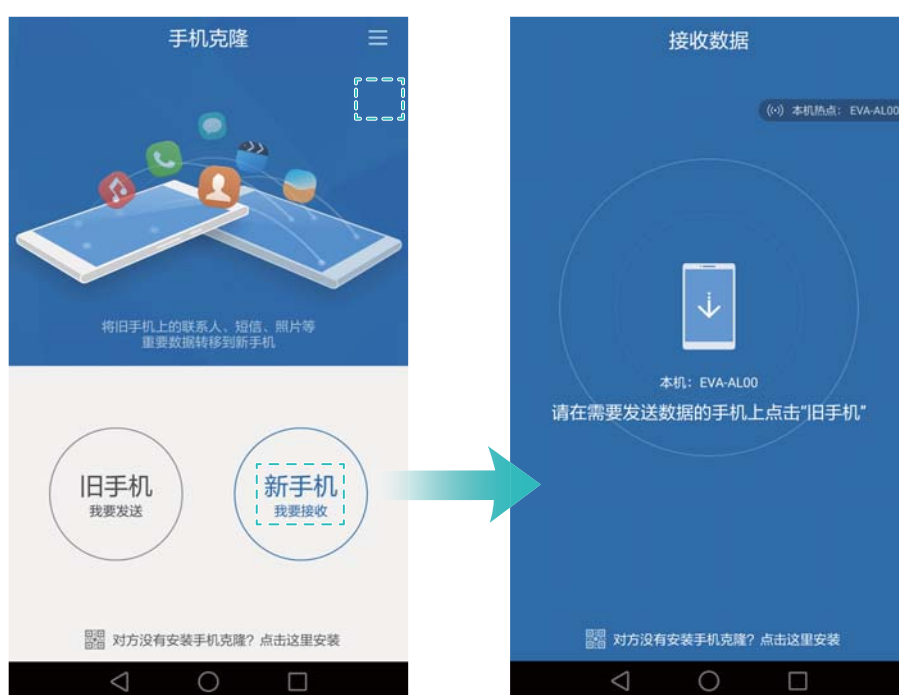 手机克隆
将旧手机上的联系人、短信、照片等
重要数据转移到新手机
旧手机
我要发送
新手机
我要接收
对方没有安装手机克隆？点击这里安装
接收数据
本机热点： EVA-AL00
本机：EVA-AL00
请在需要发送数据的手机上点击“旧手机”
对方没有安装手机克隆？点击这里安装